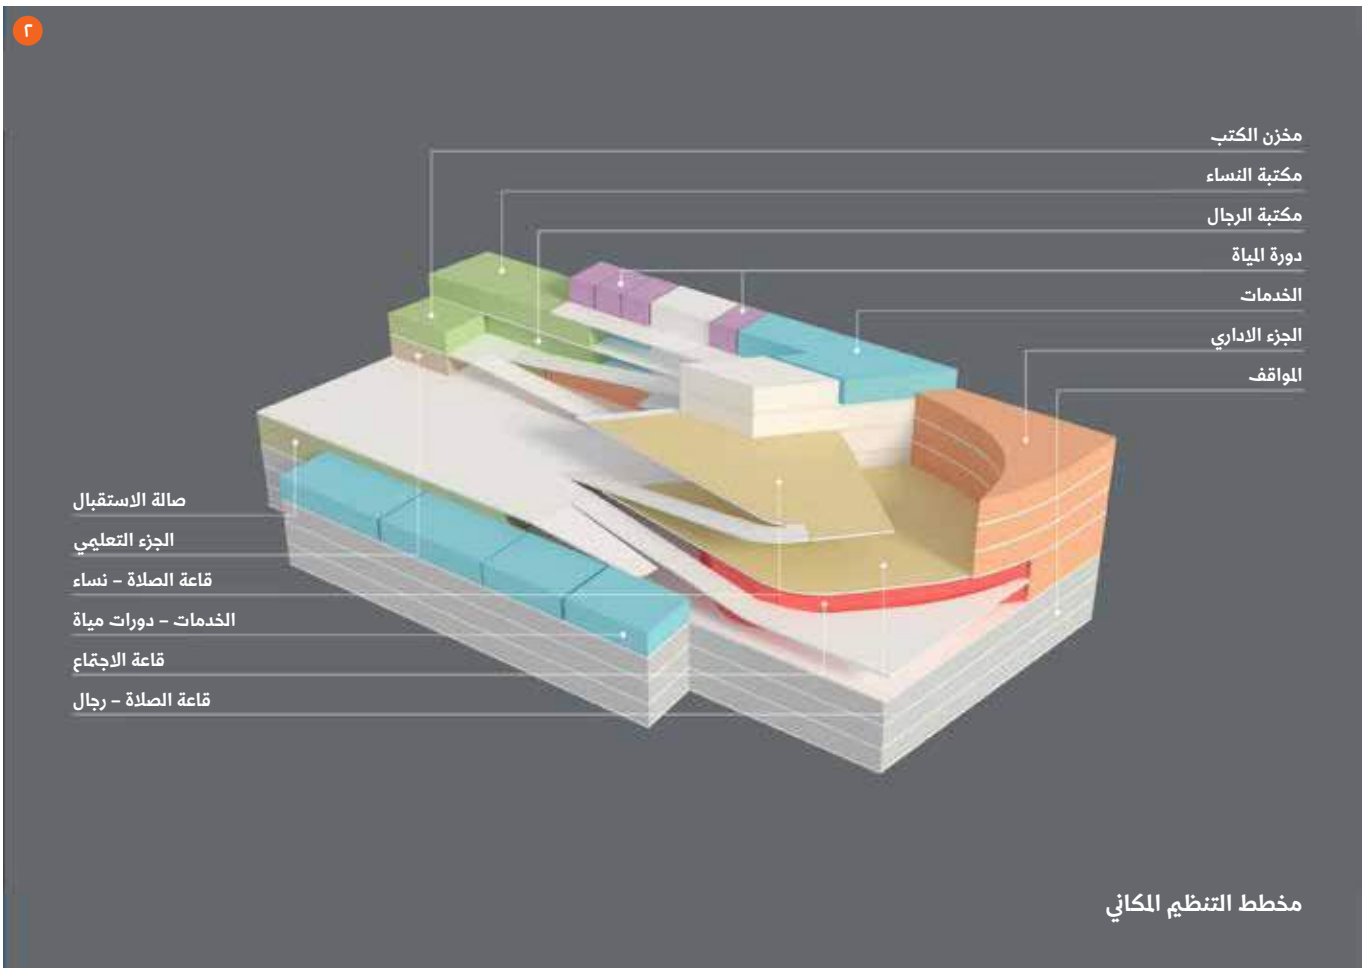 ٢
مخزن الكتب
مكتبة النساء
مكتبة الرجال
دورة المياة
الخدمات
الجزء الاداري
المواقف
صالة الاستقبال
الجزء التعليمي
قاعة الصلاة – نساء
الخدمات – دورات مياة
قاعة الاجتماع
قاعة الصلاة – رجال
مخطط التنظيم المكاني